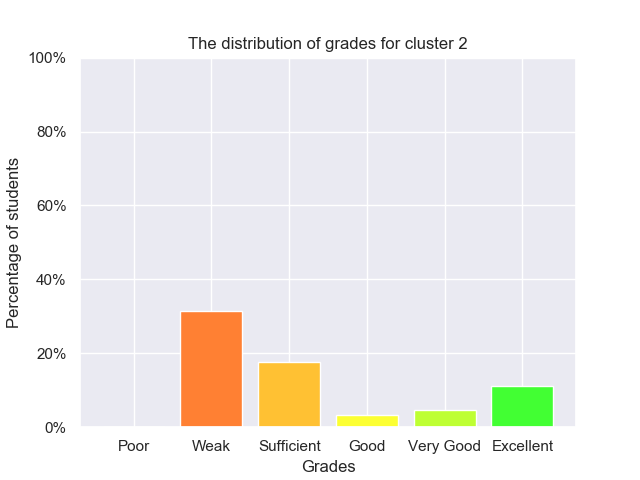 The distribution of grades for cluster 2
100%
80%
60%
40%
20%
0%
Percentage of students
Poor Weak Sufficient Good Very Good Excellent
Grades